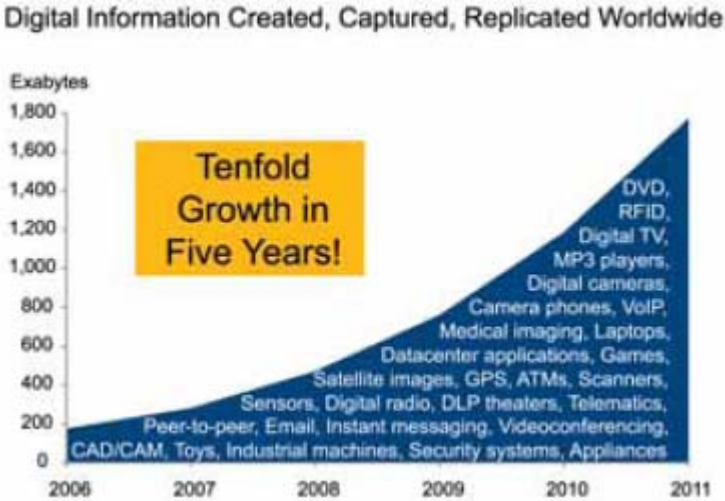 Digital Information Created, Captured, Replicated Worldwide
Exabytes
1,800
1,600
1,400
1,200
1,000
800
600
400
200
0
Tenfold
Growth in
Five Years!
DVD,
RFID,
Digital TV,
MP3 players,
Digital cameras,
Camera phones, VoIP,
Medical imaging, Laptops,
Datacenter applications, Games,
Satellite images, GPS, ATMs, Scanners,
Sensors, Digital radio, DLP theaters, Telematics,
Peer-to-peer, Email, Instant messaging, Videoconferencing,
CAD/CAM, Toys, Industrial machines, Security systems, Appliances
2006 2007 2008 2009 2010 2011